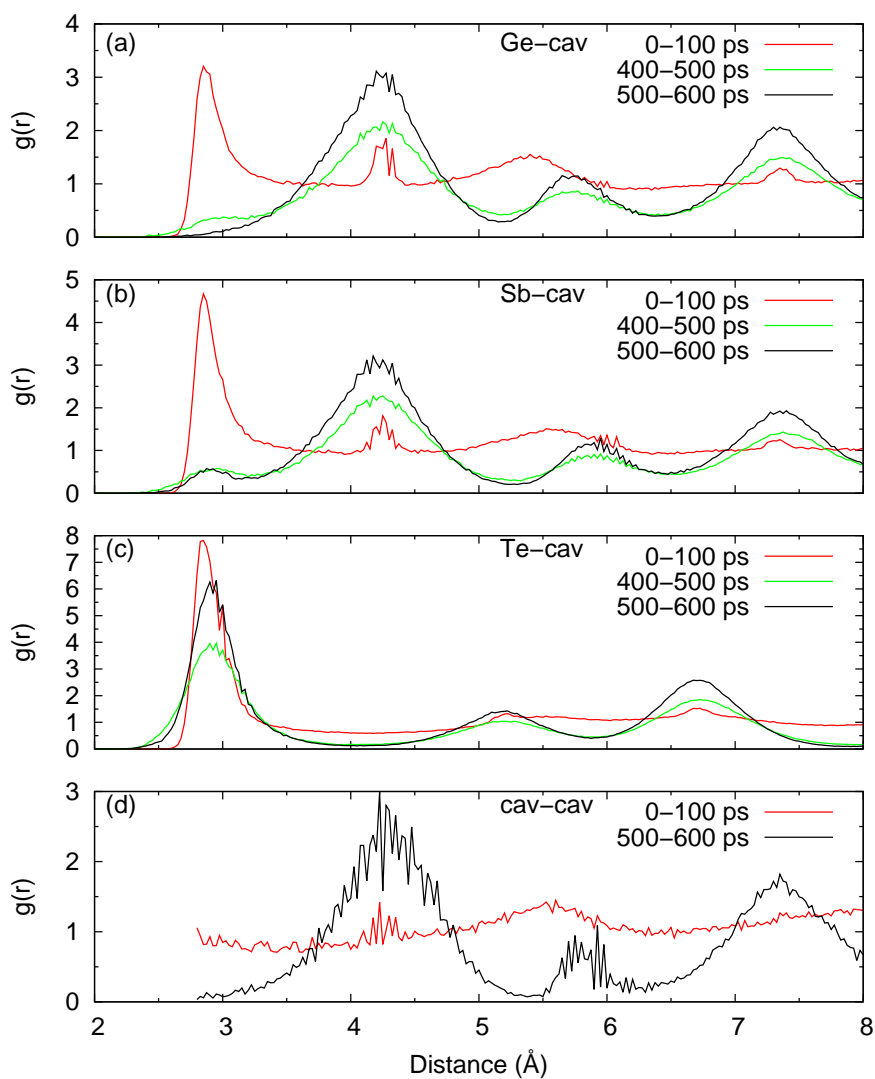 (a) Ge−cav
0−100 ps
400−500 ps
500−600 ps
g(r)
4
3
2
1
0
(b) Sb−cav
0−100 ps
400−500 ps
500−600 ps
g(r)
5
4
3
2
1
0
(c) Te−cav
0−100 ps
400−500 ps
500−600 ps
g(r)
8
7
6
5
4
3
2
1
0
(d) cav−cav
0−100 ps
500−600 ps
g(r)
3
2
1
0
2 3 4 5 6 7 8
Distance (Å)